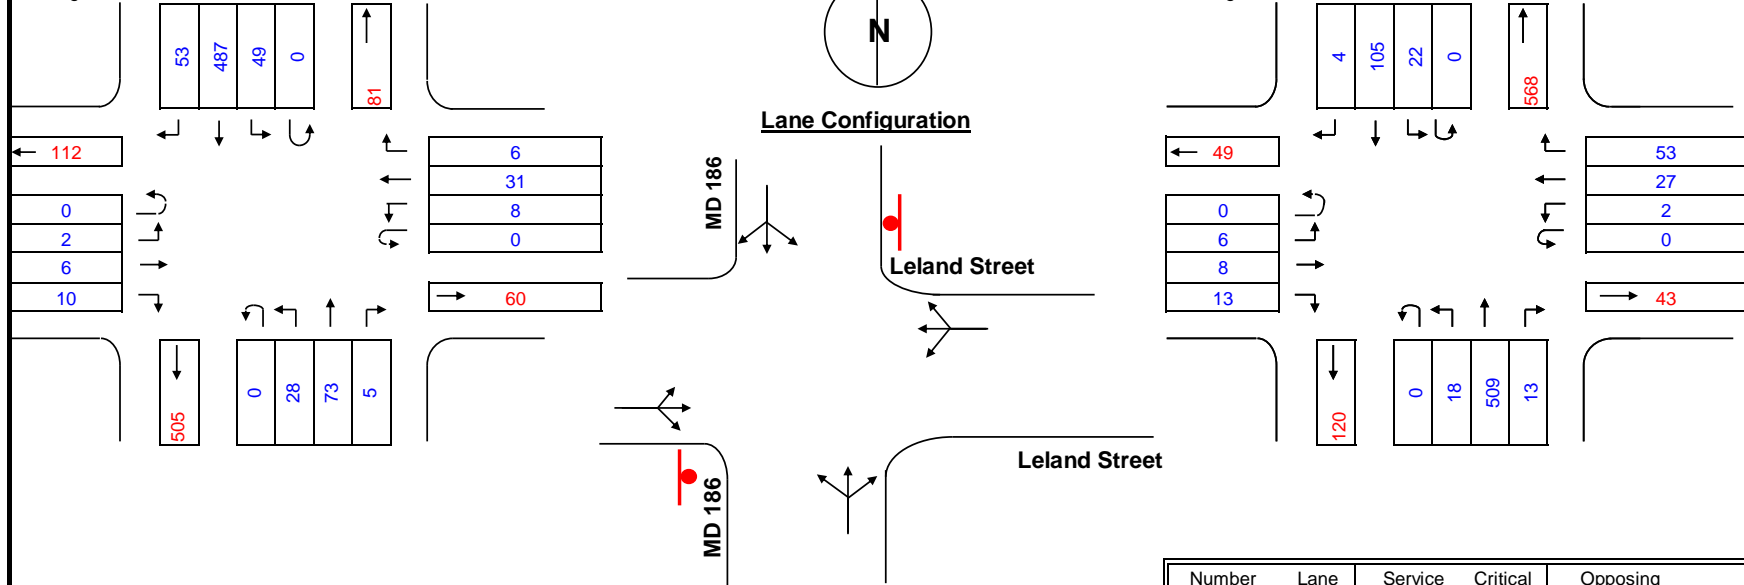 53 487 49 0 81
112
0
2
6
10
6
31
8
0
60
505
0 28 73 5
N
Lane Configuration
MD 186
Leland Street
Leland Street
MD 186
4 105 22 0 568
49
0
6
8
13
53
27
2
0
43
120
0 18 509 13
Number Lane Service Critical Opposing